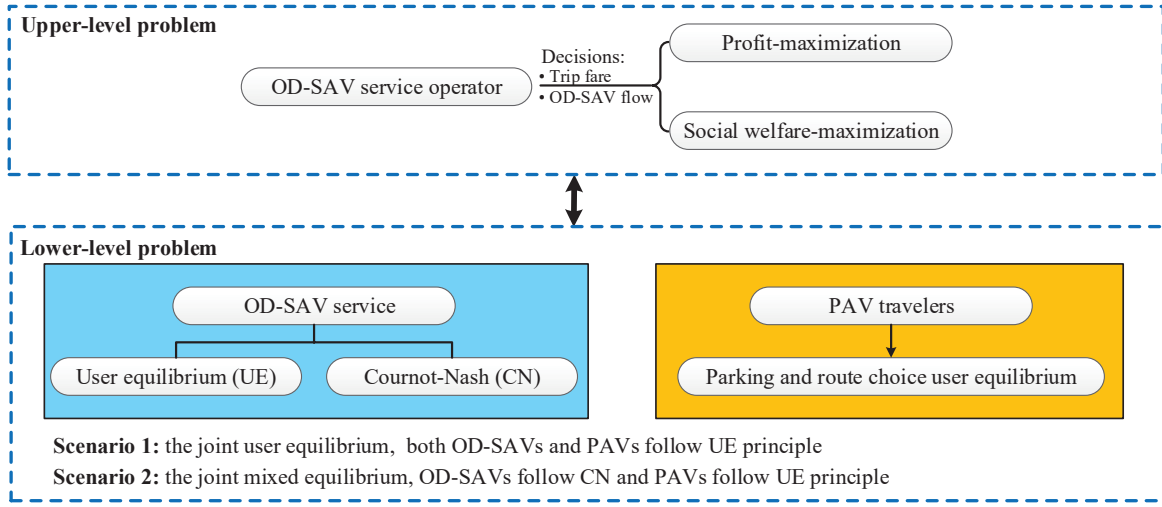 Upper-level problem
OD-SAV service operator
Decisions:
• Trip fare
• OD-SAV flow
Profit-maximization
Social welfare-maximization
Lower-level problem
OD-SAV service
User equilibrium (UE)
Cournot-Nash (CN)
PAV travelers
Parking and route choice user equilibrium
Scenario 1: the joint user equilibrium, both OD-SAVs and PAVs follow UE principle
Scenario 2: the joint mixed equilibrium, OD-SAVs follow CN and PAVs follow UE principle